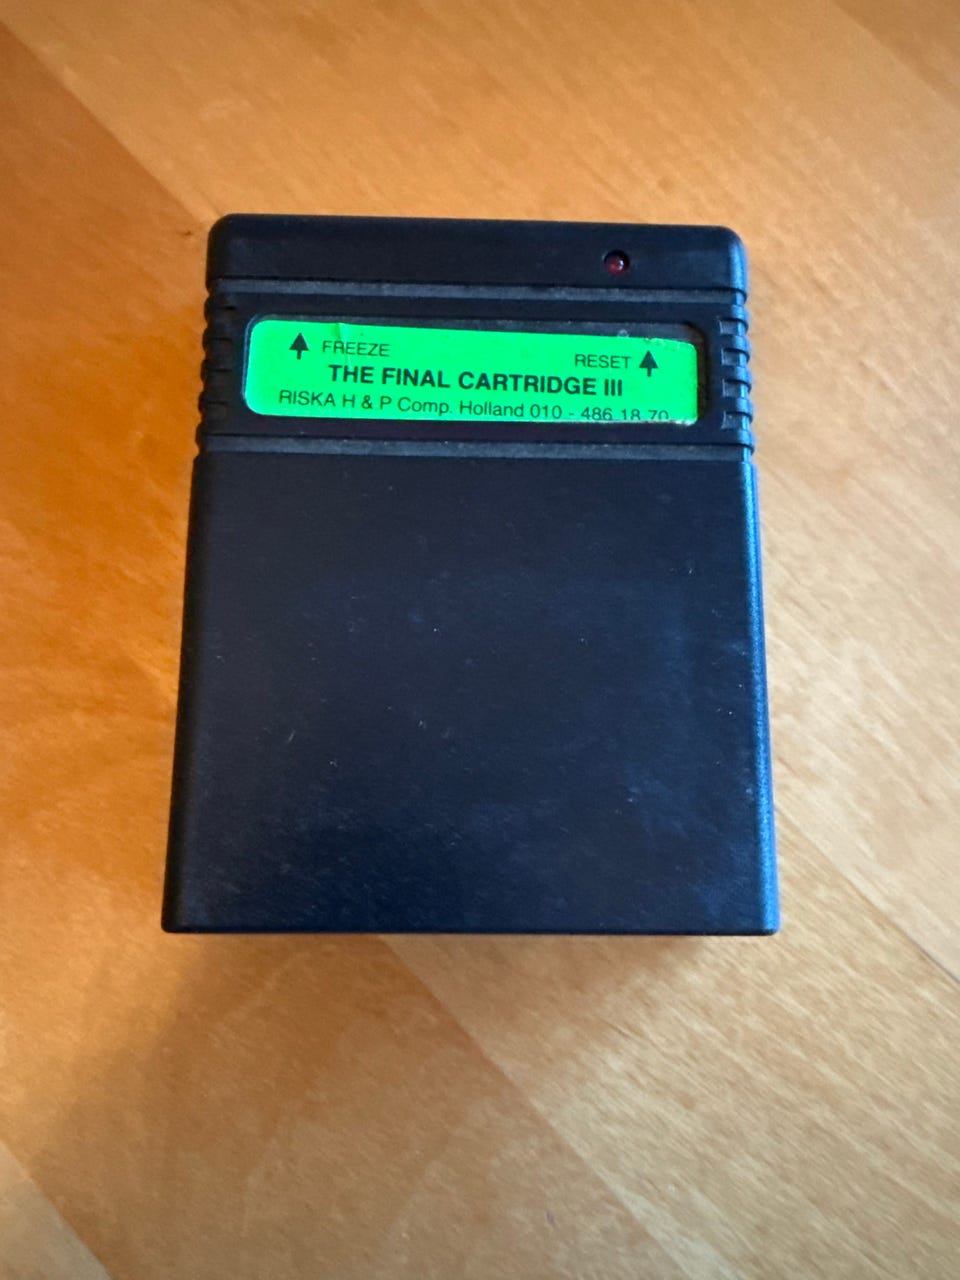 FREEZE RESET
THE FINAL CARTRIDGE III
RISKA H & P Comp. Holland 010 - 486 18 70